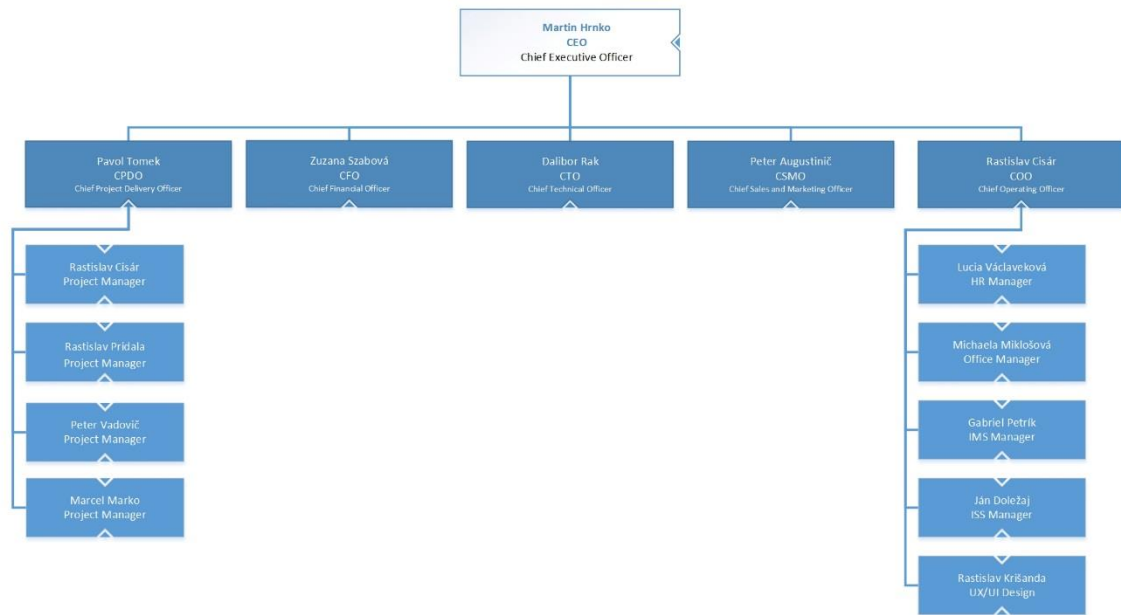 Martin Hrnko
CEO
Chief Executive Officer
Pavol Tomek
CPDO
Chief Project Delivery Officer
Zuzana Szabová
CFO
Chief Financial Officer
Dalibor Rak
CTO
Chief Technical Officer
Peter Augustinič
CSMO
Chief Sales and Marketing Officer
Rastislav Cisár
COO
Chief Operating Officer
Rastislav Cisár
Project Manager
Rastislav Pridala
Project Manager
Peter Vadovič
Project Manager
Marcel Marko
Project Manager
Lucia Václaveková
HR Manager
Michaela Miklošová
Office Manager
Gabriel Petrík
IMS Manager
Ján Doležaj
ISS Manager
Rastislav Krišanda
UX/UI Design